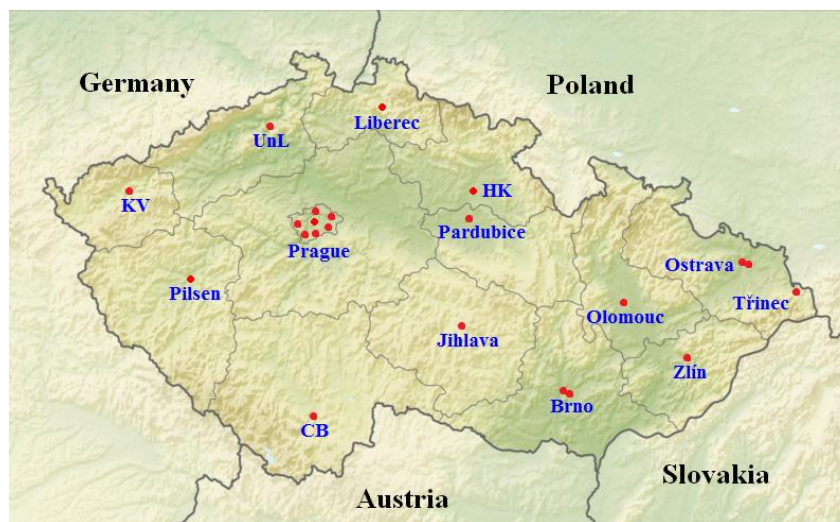 Germany
Poland
Liberec
UnL
KV
HK
Pardubice
Prague
Ostrava
Pilsen
Třinec
Olomouc
Jihlava
Zlín
Brno
CB
Slovakia
Austria